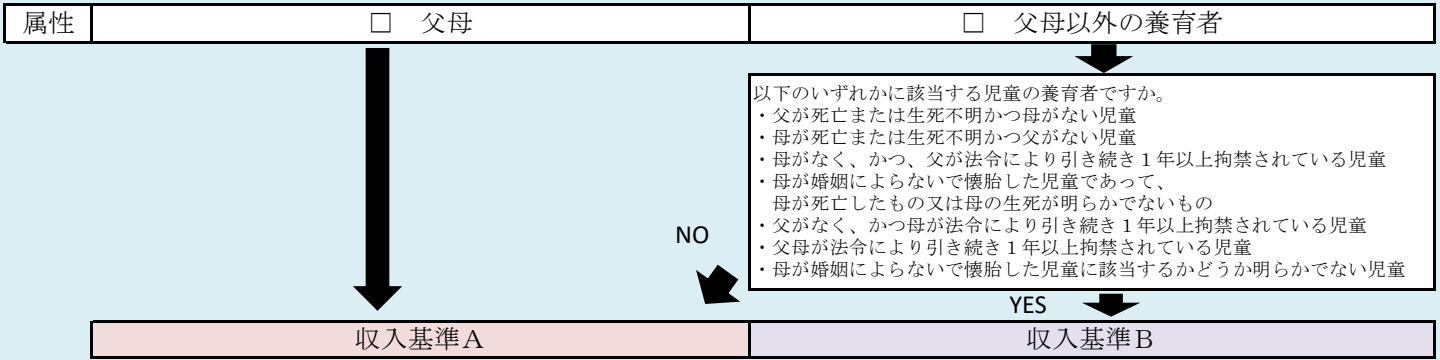 属性
□ 父母
□ 父母以外の養育者
以下のいずれかに該当する児童の養育者ですか。
・父が死亡または生死不明かつ母がない児童
・母が死亡または生死不明かつ父がない児童
・母がなく、かつ、父が法令により引き続き１年以上拘禁されている児童
・母が婚姻によらないで懐胎した児童であって、
母が死亡したもの又は母の生死が明らかでないもの
・父がなく、かつ母が法令により引き続き１年以上拘禁されている児童
・父母が法令により引き続き１年以上拘禁されている児童
・母が婚姻によらないで懐胎した児童に該当するかどうか明らかでない児童
NO
YES
収入基準Ａ
収入基準Ｂ